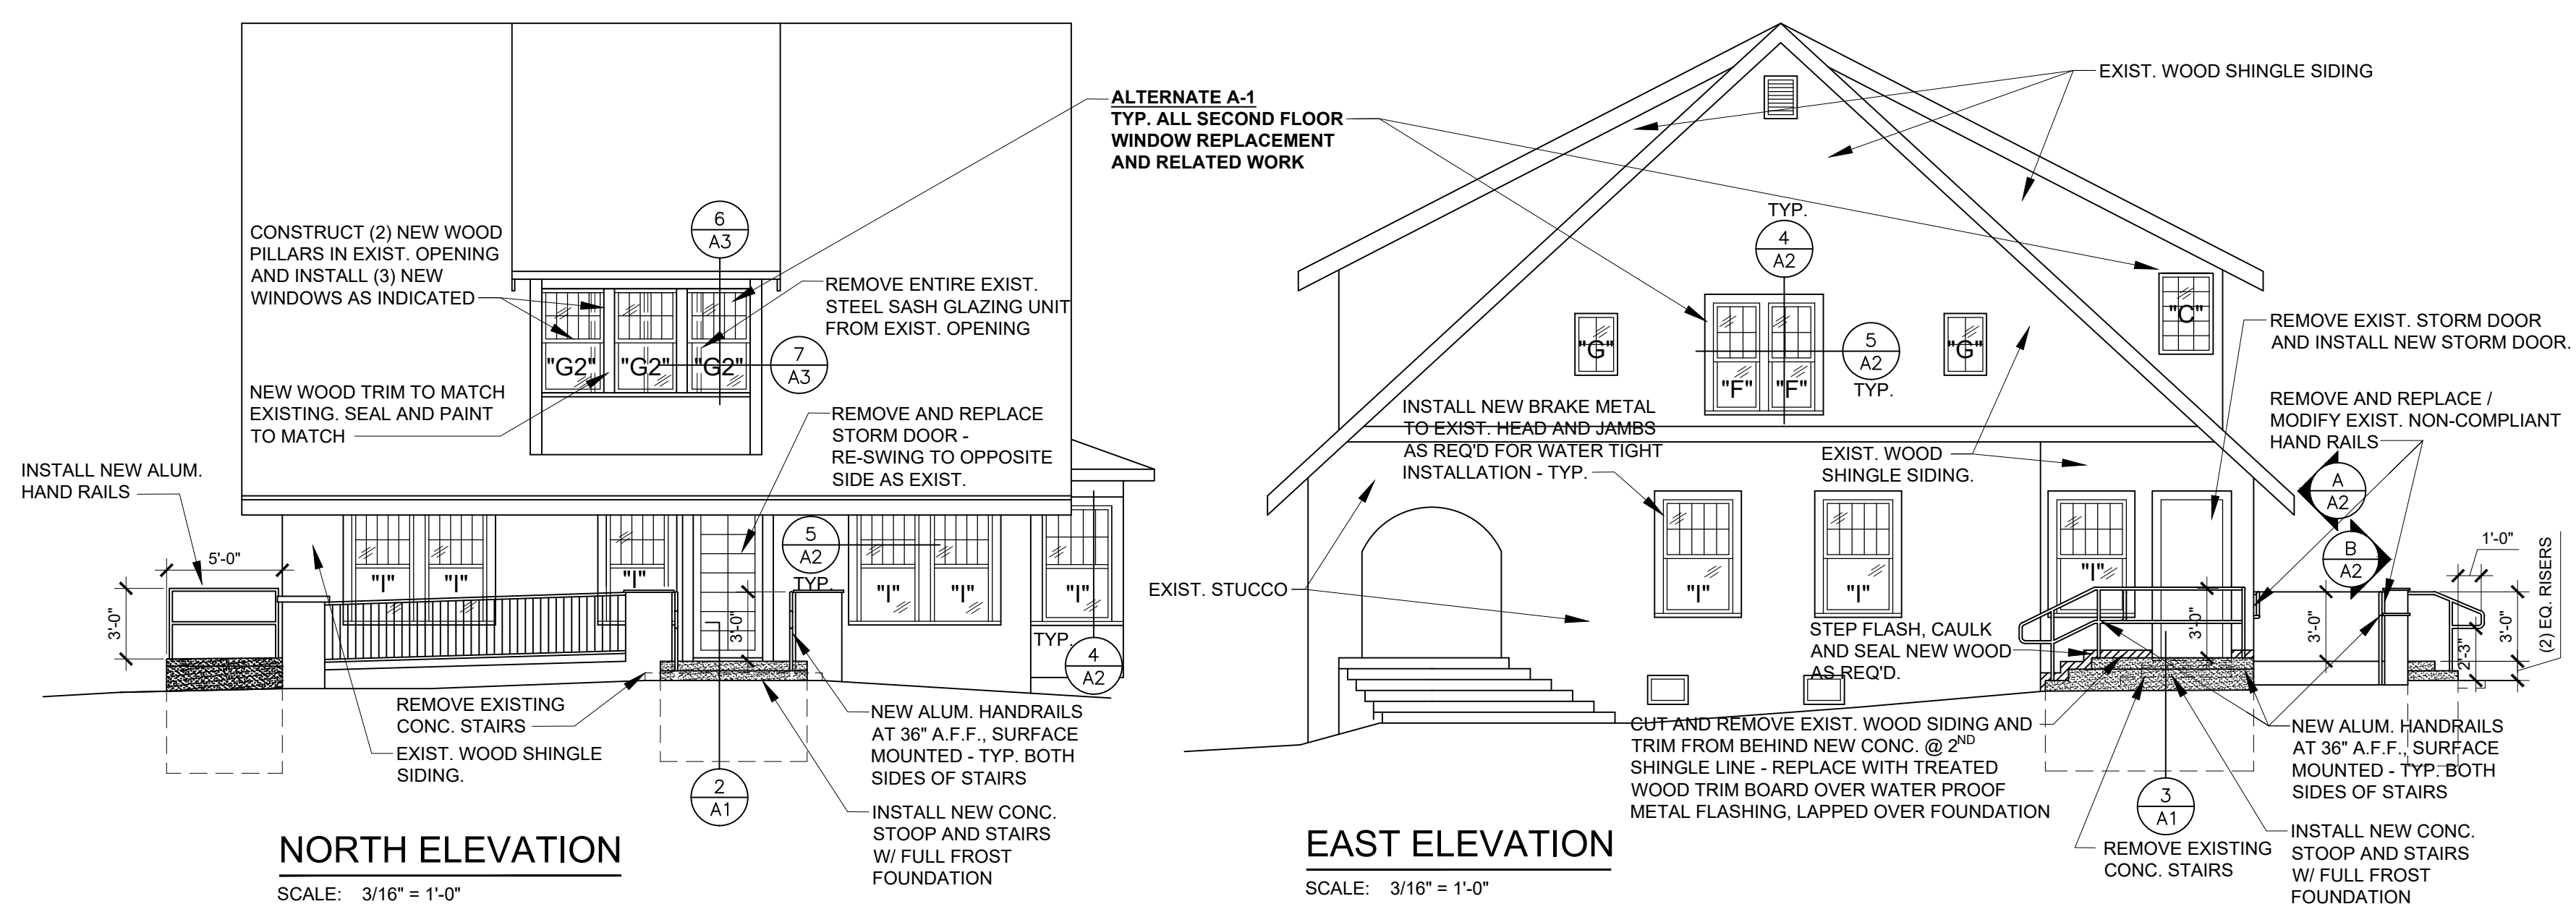 CONSTRUCT (2) NEW WOOD
PILLARS IN EXIST. OPENING
AND INSTALL (3) NEW
WINDOWS AS INDICATED
NEW WOOD TRIM TO MATCH
EXISTING. SEAL AND PAINT
TO MATCH
INSTALL NEW ALUM.
HAND RAILS
5'-0"
3'-0"
6
A3
"G2"
"G2"
"G2"
7
A3
REMOVE ENTIRE EXIST.
STEEL SASH GLAZING UNIT
FROM EXIST. OPENING
REMOVE AND REPLACE
STORM DOOR -
RE-SWING TO OPPOSITE
SIDE AS EXIST.
"I"
"I"
"I"
5
A2
TYP.
3'-0"
"I"
"I"
"I"
TYP.
4
A2
REMOVE EXISTING
CONC. STAIRS
EXIST. WOOD SHINGLE
SIDING.
2
A1
NEW ALUM. HANDRAILS
AT 36" A.F.F., SURFACE
MOUNTED - TYP. BOTH
SIDES OF STAIRS
INSTALL NEW CONC.
STOOP AND STAIRS
W/ FULL FROST
FOUNDATION
NORTH ELEVATION
SCALE: 3/16" = 1'-0"
ALTERNATE A-1
TYP. ALL SECOND FLOOR
WINDOW REPLACEMENT
AND RELATED WORK
EXIST. WOOD SHINGLE SIDING
TYP.
4
A2
"G"
"F"
"F"
5
A2
TYP.
"G"
"C"
REMOVE EXIST. STORM DOOR
AND INSTALL NEW STORM DOOR.
REMOVE AND REPLACE /
MODIFY EXIST. NON-COMPLIANT
HAND RAILS
INSTALL NEW BRAKE METAL
TO EXIST. HEAD AND JAMBS
AS REQ'D FOR WATER TIGHT
INSTALLATION - TYP.
EXIST. WOOD
SHINGLE SIDING.
A
A2
B
A2
1'-0"
(2) EQ. RISERS
EXIST. STUCCO
"I"
"I"
"I"
STEP FLASH, CAULK
AND SEAL NEW WOOD
AS REQ'D.
3'-0"
3'-0"
2'-3"
3'-0"
CUT AND REMOVE EXIST. WOOD SIDING AND
TRIM FROM BEHIND NEW CONC. @ 2ND
SHINGLE LINE - REPLACE WITH TREATED
WOOD TRIM BOARD OVER WATER PROOF
METAL FLASHING, LAPPED OVER FOUNDATION
3
A1
REMOVE EXISTING
CONC. STAIRS
NEW ALUM. HANDRAILS
AT 36" A.F.F., SURFACE
MOUNTED - TYP. BOTH
SIDES OF STAIRS
INSTALL NEW CONC.
STOOP AND STAIRS
W/ FULL FROST
FOUNDATION
EAST ELEVATION
SCALE: 3/16" = 1'-0"